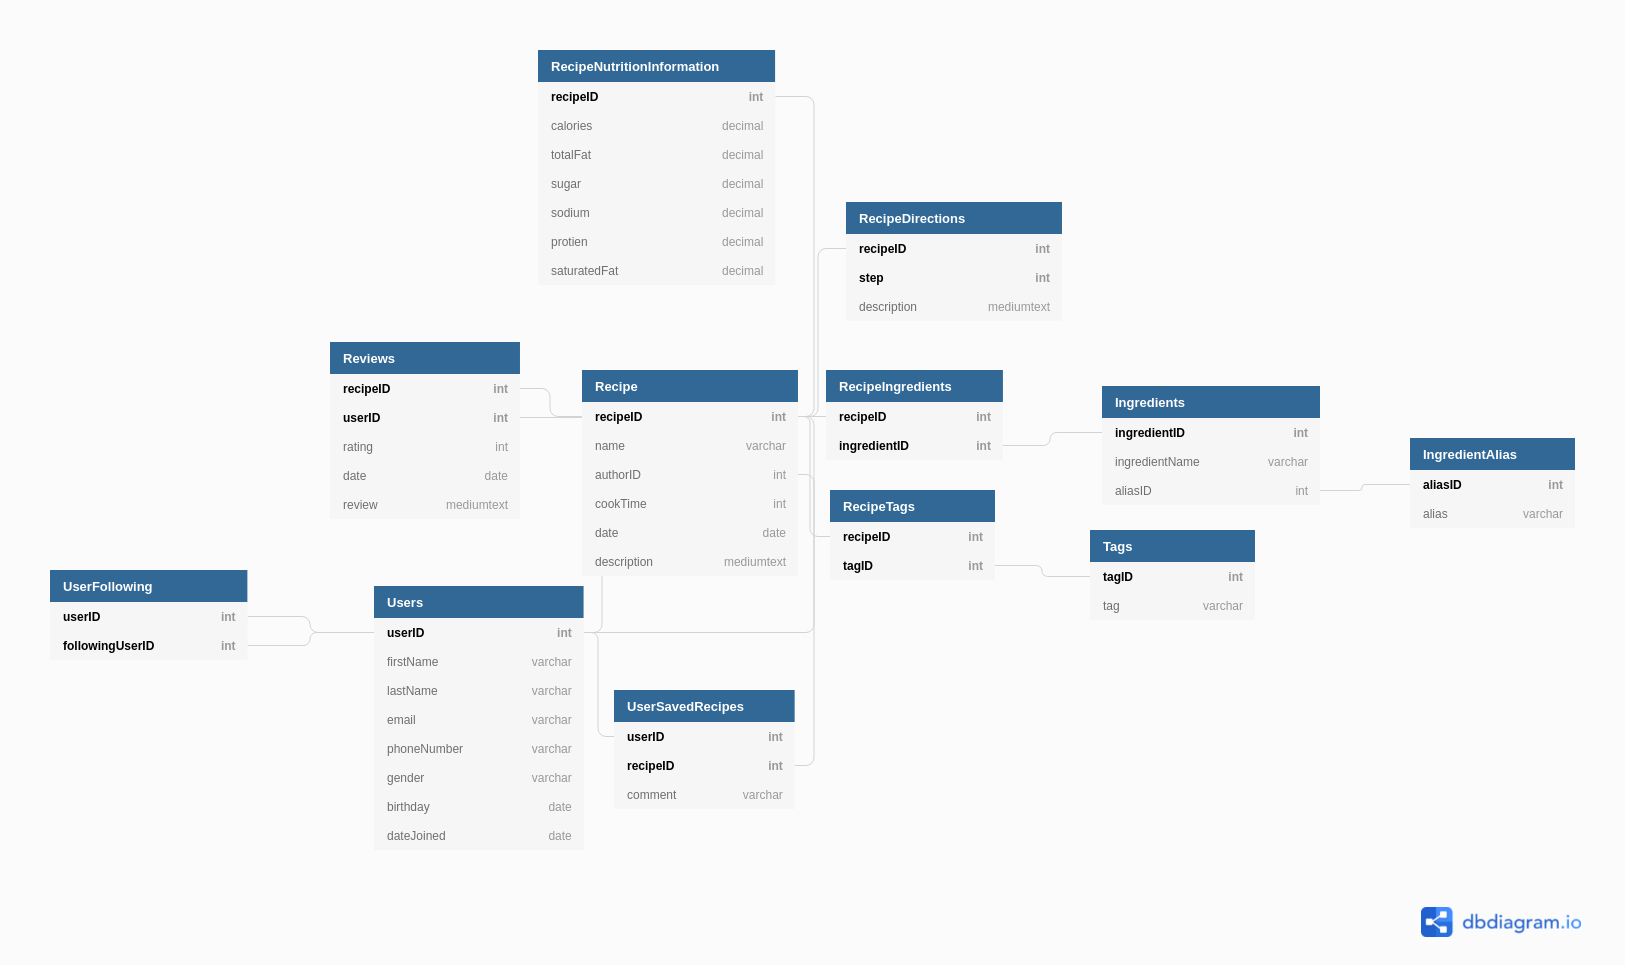 RecipeNutritionInformation
recipeID int
calories decimal
totalFat decimal
sugar decimal
sodium decimal
protien decimal
saturatedFat decimal
RecipeDirections
recipeID int
step int
description mediumtext
Reviews
recipeID int
userID int
rating int
date date
review mediumtext
Recipe
recipeID int
name varchar
authorID int
cookTime int
date date
description mediumtext
RecipeIngredients
recipeID int
ingredientID int
Ingredients
ingredientID int
ingredientName varchar
aliasID int
IngredientAlias
aliasID int
alias varchar
RecipeTags
recipeID int
tagID int
Tags
tagID int
tag varchar
UserFollowing
userID int
followingUserID int
Users
userID int
firstName varchar
lastName varchar
email varchar
phoneNumber varchar
gender varchar
birthday date
dateJoined date
UserSavedRecipes
userID int
recipeID int
comment varchar
dbdiagram.io